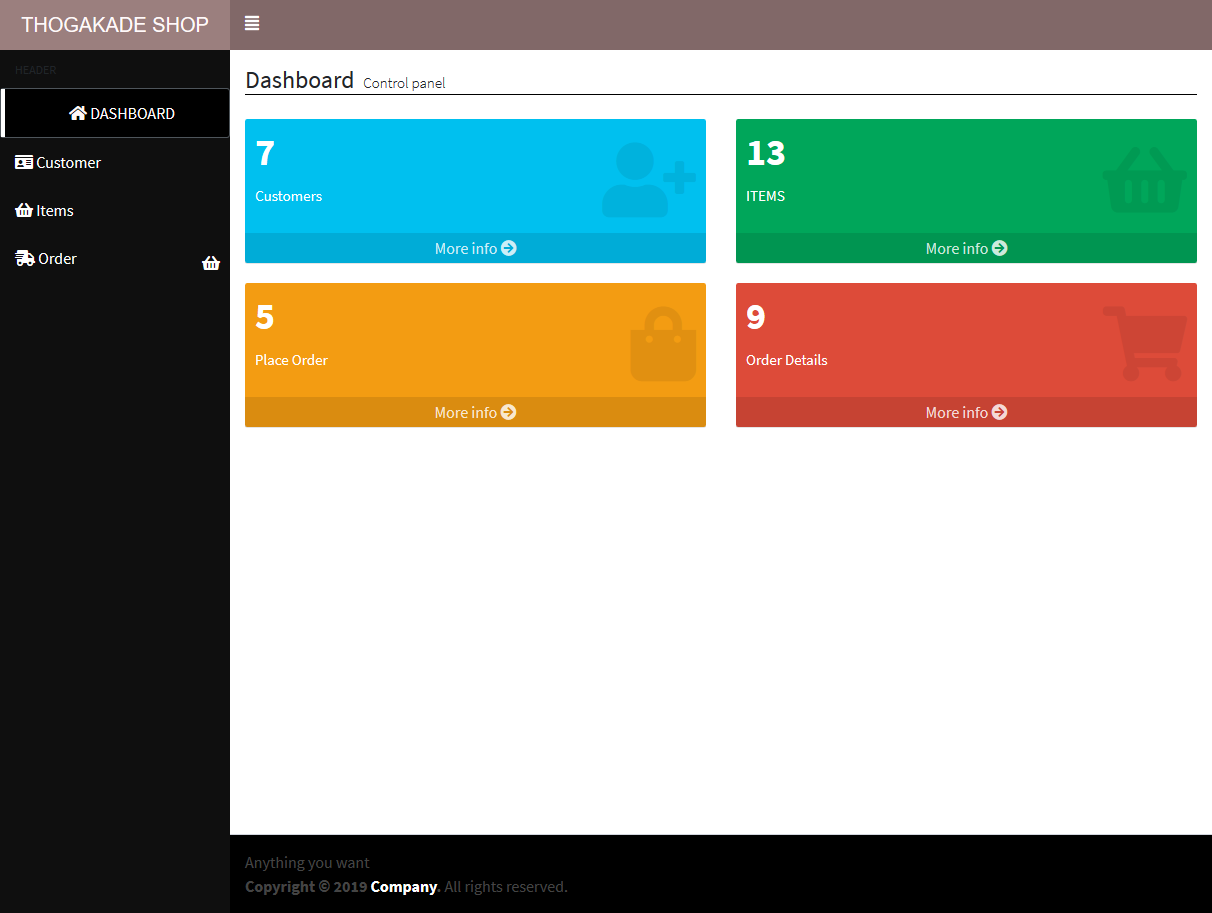 THOGAKADE SHOP
HEADER
DASHBOARD
Customer
Items
Order
Dashboard Control panel
7
Customers
More info
13
ITEMS
More info
5
Place Order
More info
9
Order Details
More info
Anything you want
Copyright © 2019 Company. All rights reserved.